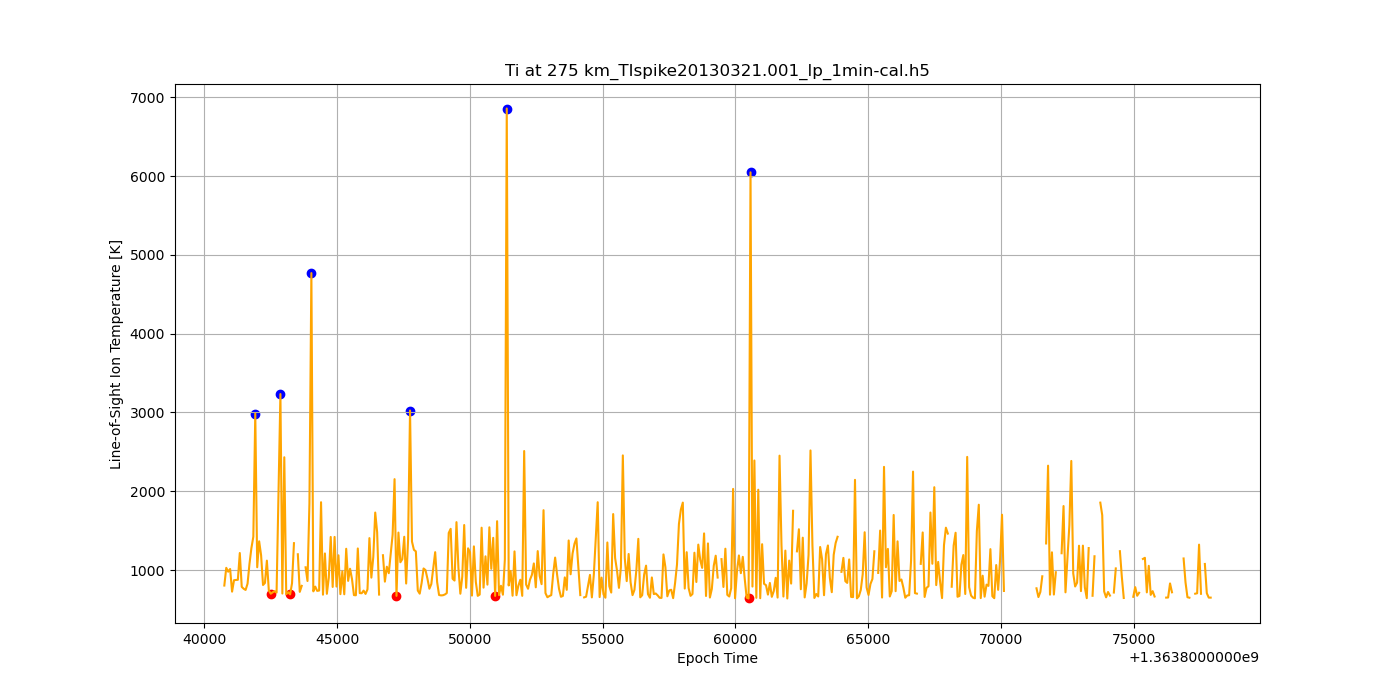 Ti at 275 km_TIspike20130321.001_lp_1min-cal.h5
Line-of-Sight Ion Temperature [K]
7000
6000
5000
4000
3000
2000
1000
40000 45000 50000 55000 60000 65000 70000 75000
Epoch Time
+1.3638000000e9